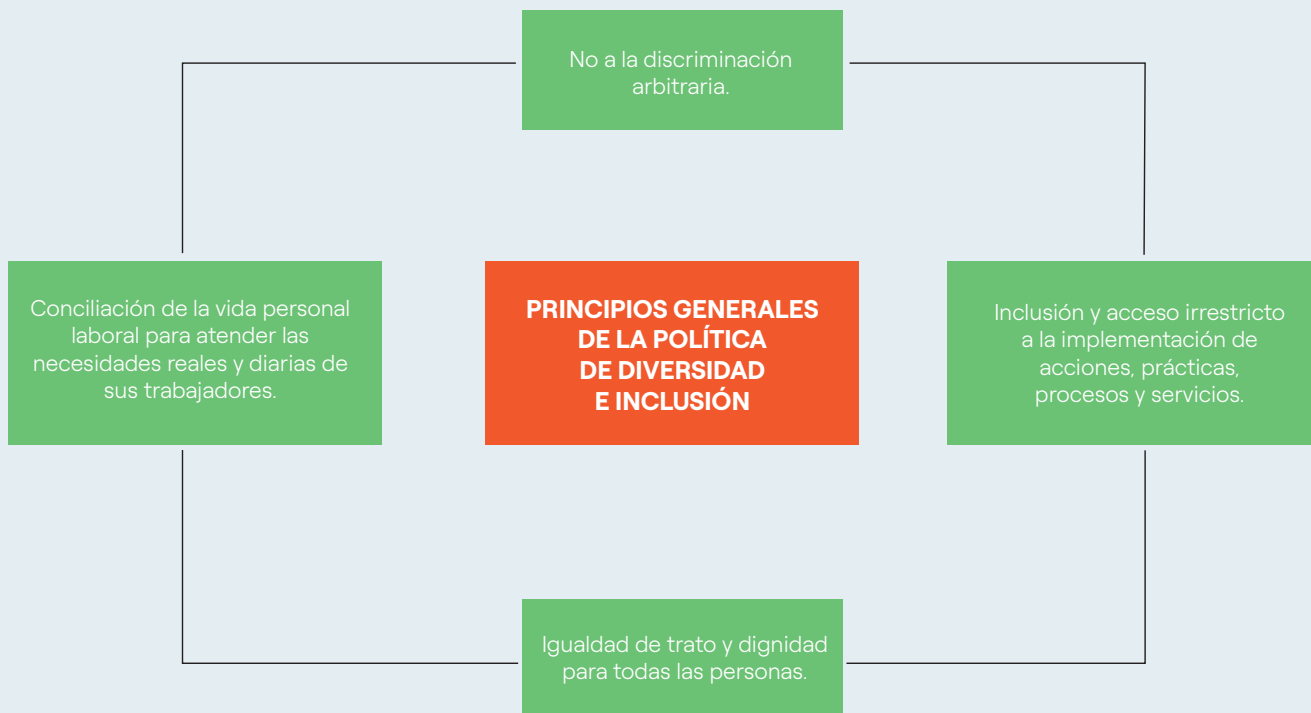 No a la discriminación
arbitraria.
Conciliación de la vida personal
laboral para atender las
necesidades reales y diarias de
sus trabajadores.
PRINCIPIOS GENERALES
DE LA POLÍTICA
DE DIVERSIDAD
E INCLUSIÓN
Inclusión y acceso irrestricto
a la implementación de
acciones, prácticas,
procesos y servicios.
Igualdad de trato y dignidad
para todas las personas.